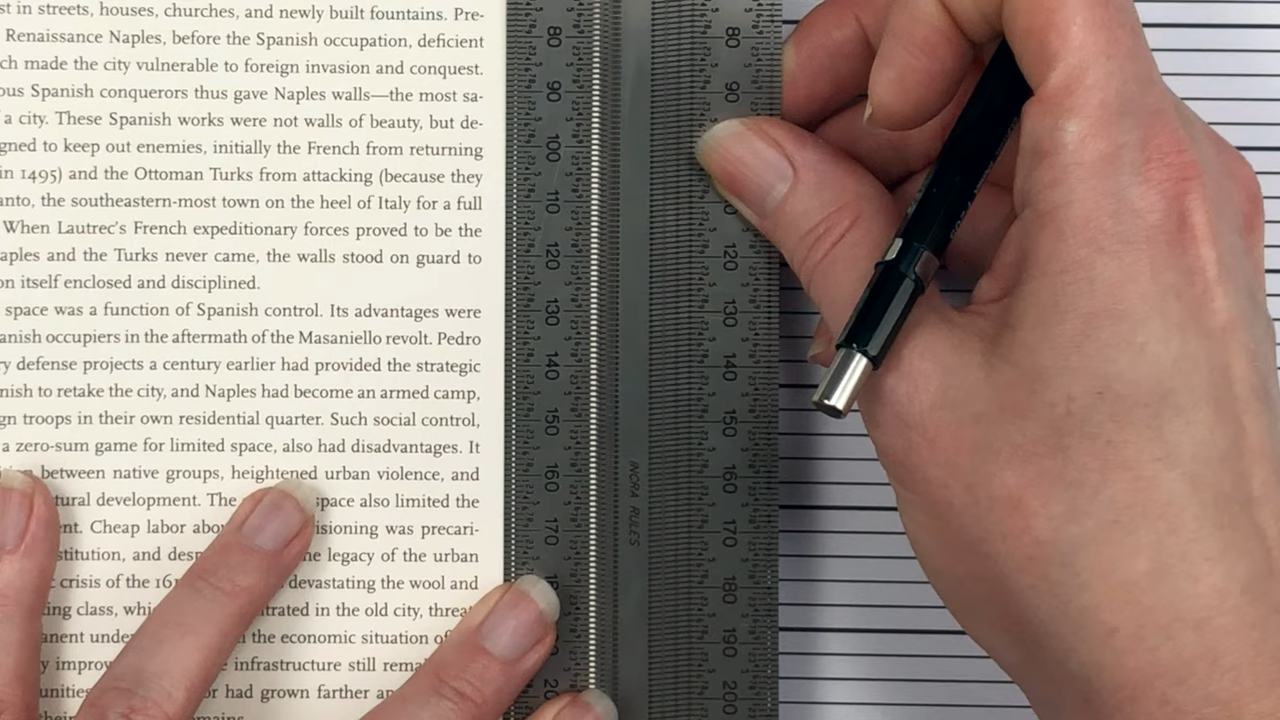 st in streets, houses, churches, and newly built fountains. Pre-
Renaissance Naples, before the Spanish occupation, deficient
ch made the city vulnerable to foreign invasion and conquest.
ous Spanish conquerors thus gave Naples walls—the most sa-
a city. These Spanish works were not walls of beauty, but de-
gned to keep out enemies, initially the French from returning
in 1495) and the Ottoman Turks from attacking (because they
anto, the southeastern-most town on the heel of Italy for a full
When Lautrec's French expeditionary forces proved to be the
aples and the Turks never came, the walls stood on guard to
on itself enclosed and disciplined.
space was a function of Spanish control. Its advantages were
anish occupiers in the aftermath of the Masaniello revolt. Pedro
ry defense projects a century earlier had provided the strategic
nish to retake the city, and Naples had become an armed camp,
gn troops in their own residential quarter. Such social control,
a zero-sum game for limited space, also had disadvantages. It
between native groups, heightened urban violence, and
tural development. The space also limited the
nt. Cheap labor abou isioning was precari-
stitution, and desp he legacy of the urban
crisis of the 16 devastating the wool and
ing class, whi trated in the old city, threa
anent unde the economic situation of
y improv infrastructure still rema
unities or had grown farther ap
their mains
80 90 100 110 120 130 140 150 160 170
80 90 120 130 140 150 160 170 180 190 200
INCRA RULES